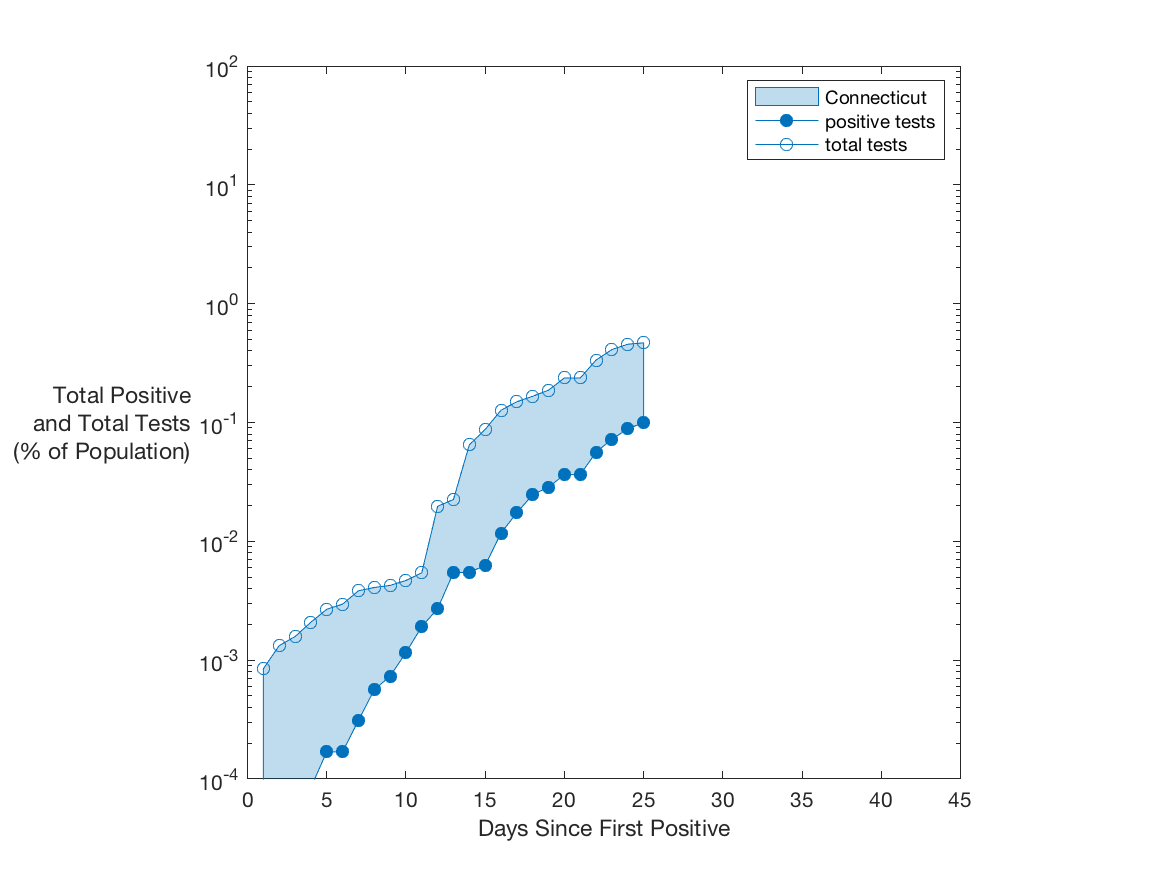 10^2
10^1
10^0
10^-1
10^-2
10^-3
10^-4
Total Positive
and Total Tests
(% of Population)
Connecticut
positive tests
total tests
0 5 10 15 20 25 30 35 40 45
Days Since First Positive